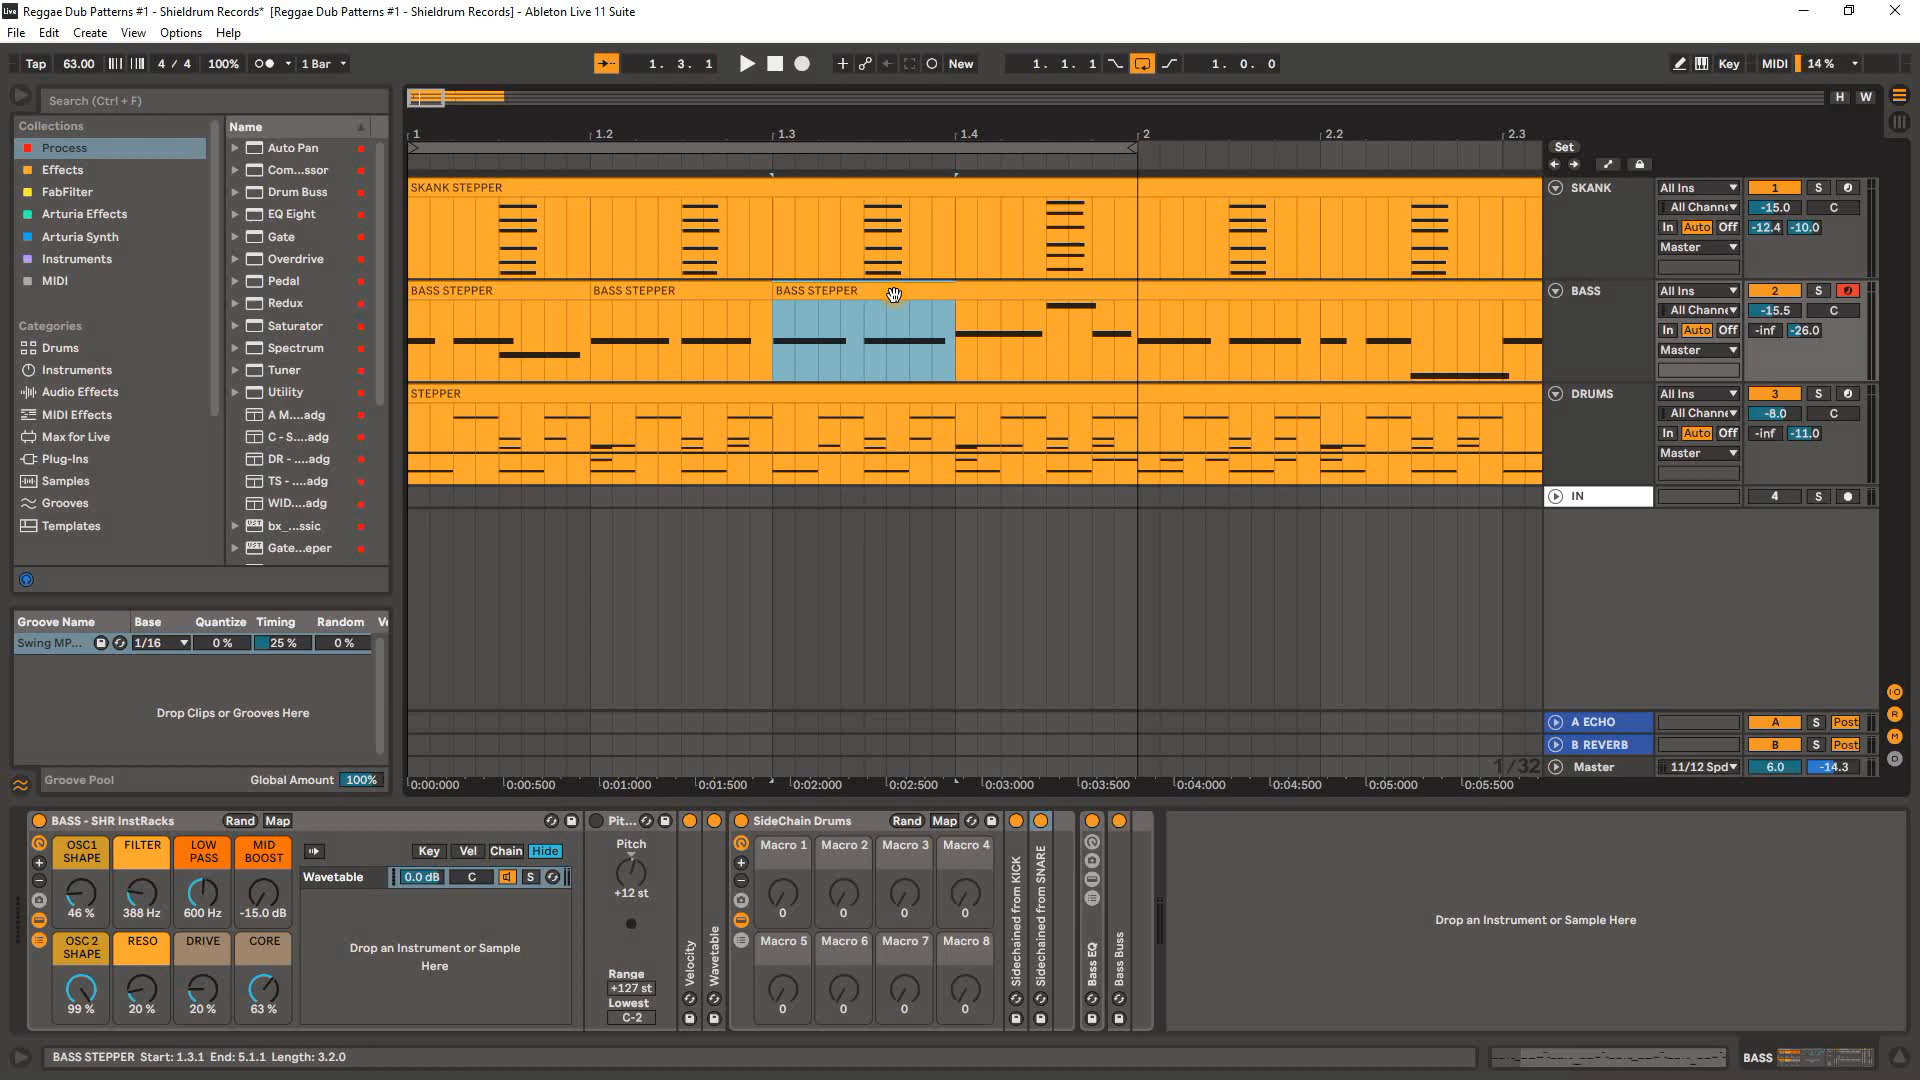 Reggae Dub Patterns #1 - Shieldrum Records* [Reggae Dub Patterns #1 - Shieldrum Records] - Ableton Live 11 Suite
File Edit Create View Options Help
Tap 63.00 4 / 4 100% 1 Bar 1. 3. 1 New 1. 1. 1 1. 0. 0 Key MIDI 14 %
Search (Ctrl + F)
H W
Collections
Process
Effects
FabFilter
Arturia Effects
Arturia Synth
Instruments
MIDI
Categories
Drums
Instruments
Audio Effects
MIDI Effects
Max for Live
Plug-Ins
Samples
Grooves
Templates
Name
Auto Pan
Com...ssor
Drum Buss
EQ Eight
Gate
Overdrive
Pedal
Redux
Saturator
Spectrum
Tuner
Utility
A M....adg
C - S....adg
DR - ....adg
TS - ....adg
WID....adg
bx_...ssic
Gate...eper
1 1.2 1.3 1.4 2 2.2 2.3
Set
SKANK STEPPER
SKANK All Ins 1 S
All Channe -15.0 C
In Auto Off -12.4 -10.0
Master
BASS STEPPER BASS STEPPER BASS STEPPER
BASS All Ins 2 S
All Channe -15.5 C
In Auto Off -inf -26.0
Master
STEPPER
DRUMS All Ins 3 S
All Channe -8.0 C
In Auto Off -inf -11.0
Master
IN 4 S
A ECHO A S Post
B REVERB B S Post
1/32
Master 11/12 Spd 6.0 -14.3
0:00:000 0:00:500 0:01:000 0:01:500 0:02:000 0:02:500 0:03:000 0:03:500 0:04:000 0:04:500 0:05:000 0:05:500
IO
R
M
D
Groove Name Base Quantize Timing Random Ve
Swing MP... 1/16 0 % 25 % 0 %
Drop Clips or Grooves Here
Groove Pool Global Amount 100%
BASS - SHR InstRacks Rand Map
OSC1 SHAPE FILTER LOW PASS MID BOOST
46 % 388 Hz 600 Hz -15.0 dB
OSC 2 SHAPE RESO DRIVE CORE
99 % 20 % 20 % 63 %
Key Vel Chain Hide
Wavetable 0.0 dB C S
Drop an Instrument or Sample Here
Pit...
Pitch
+12 st
Range
+127 st
Lowest
C-2
Velocity
Wavetable
SideChain Drums Rand Map
Macro 1 Macro 2 Macro 3 Macro 4
0 0 0 0
Macro 5 Macro 6 Macro 7 Macro 8
0 0 0 0
Sidechained from KICK
Sidechained from SNARE
Bass EQ
Bass Buss
Drop an Instrument or Sample Here
BASS STEPPER Start: 1.3.1 End: 5.1.1 Length: 3.2.0
BASS